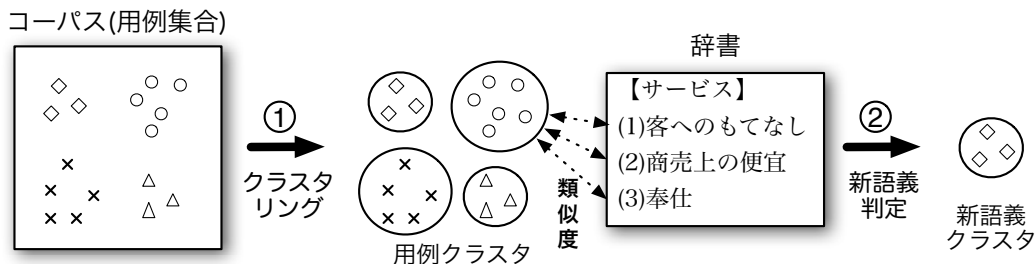 コーパス(用例集合)
①
クラスタ
リング
用例クラスタ
類似度
辞書
【サービス】
(1)客へのもてなし
(2)商売上の便宜
(3)奉仕
②
新語義
判定
新語義
クラスタ